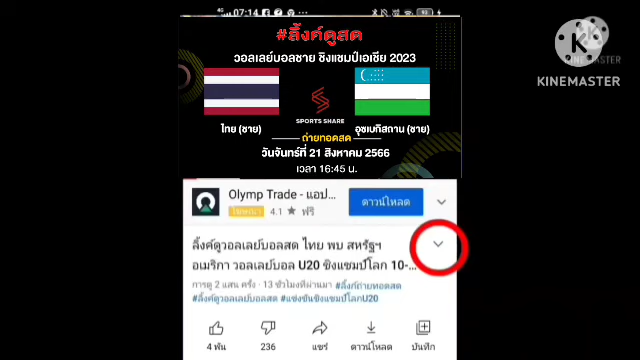 4G 07:14
93
#ลิ้งค์ดูสด
วอลเลย์บอลชาย ชิงแชมป์เอเชีย 2023
SPORTS SHARE
ไทย (ชาย)
อุซเบกิสถาน (ชาย)
ถ่ายทอดสด
วันจันทร์ที่ 21 สิงหาคม 2566
เวลา 16:45 น.
K
KINEMASTER
KINEMASTER
Olymp Trade - แอป...
โฆษณา 4.1 ★ ฟรี
ดาวน์โหลด
ลิ้งค์ดูวอลเลย์บอลสด ไทย พบ สหรัฐฯ
อเมริกา วอลเลย์บอล U20 ชิงแชมป์โลก 10-...
การดู 2 แสน ครั้ง · 13 ชั่วโมงที่ผ่านมา #ลิ้งค์ถ่ายทอดสด
#ลิ้งค์ดูวอลเลย์บอลสด #แข่งขันชิงแชมป์โลกU20
4 พัน 236 แชร์ ดาวน์โหลด บันทึก